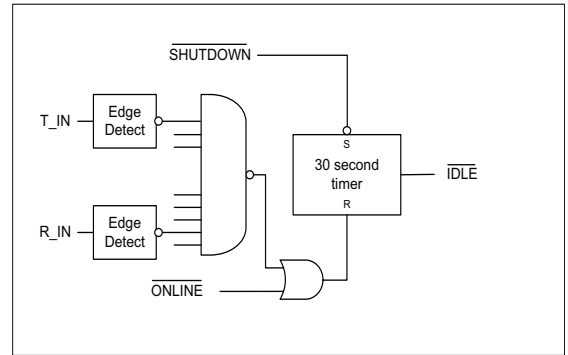 SHUTDOWN
T_IN
Edge
Detect
S
30 second
timer
R
IDLE
R_IN
Edge
Detect
ONLINE